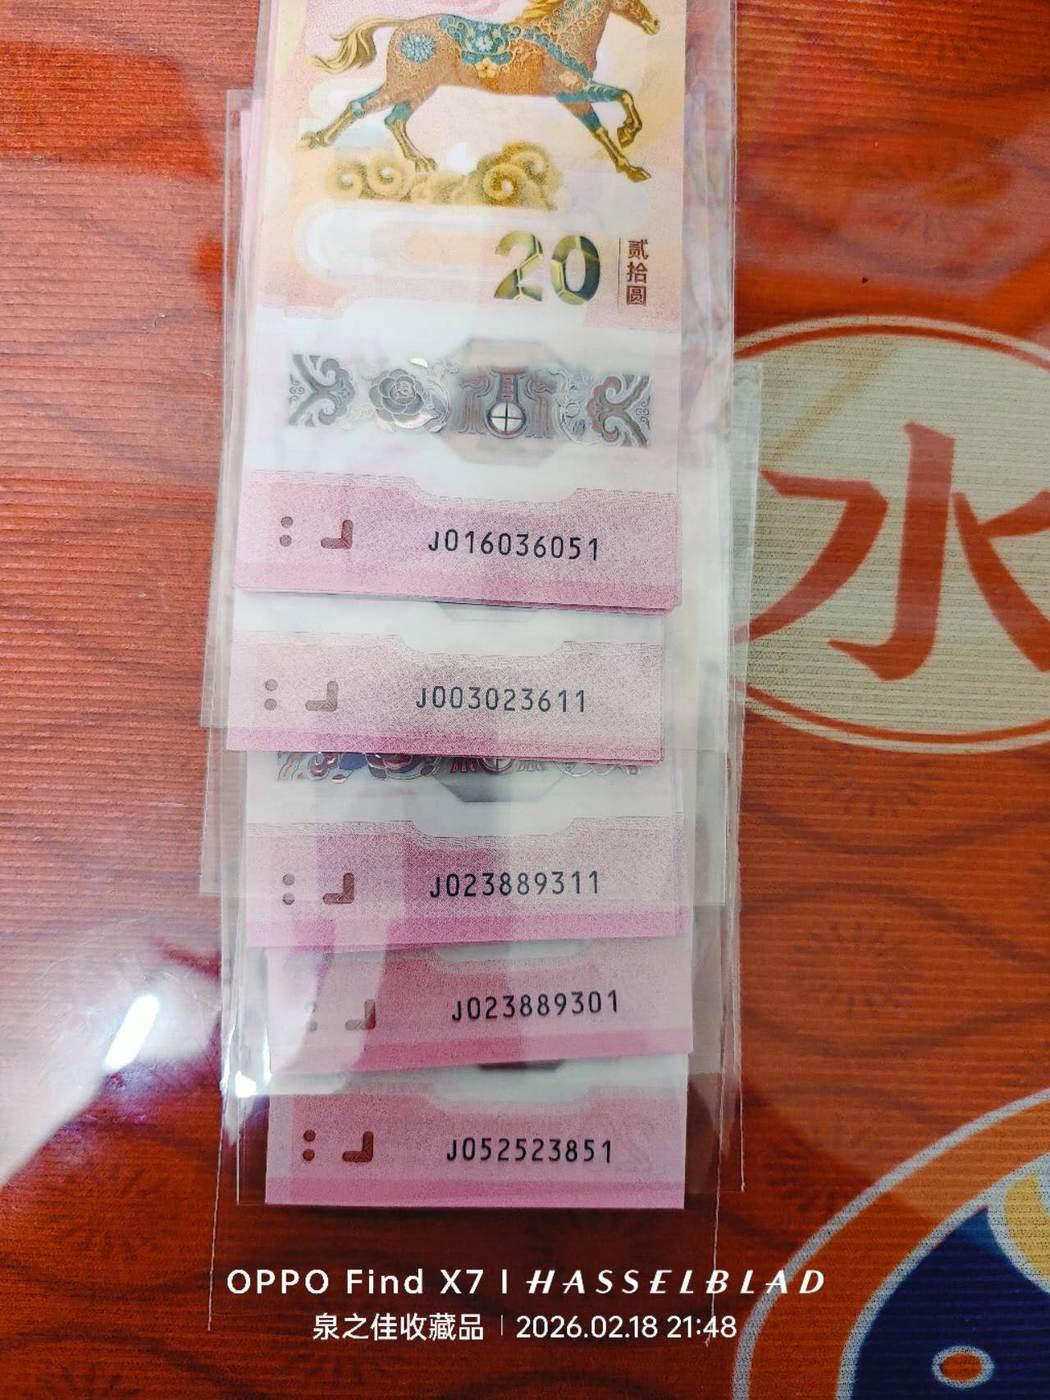 20
贰拾圆
J016036051
J003023611
J023889311
J023889301
J052523851
水
OPPO Find X7 | HASSELBLAD
泉之佳收藏品 | 2026.02.18 21:48